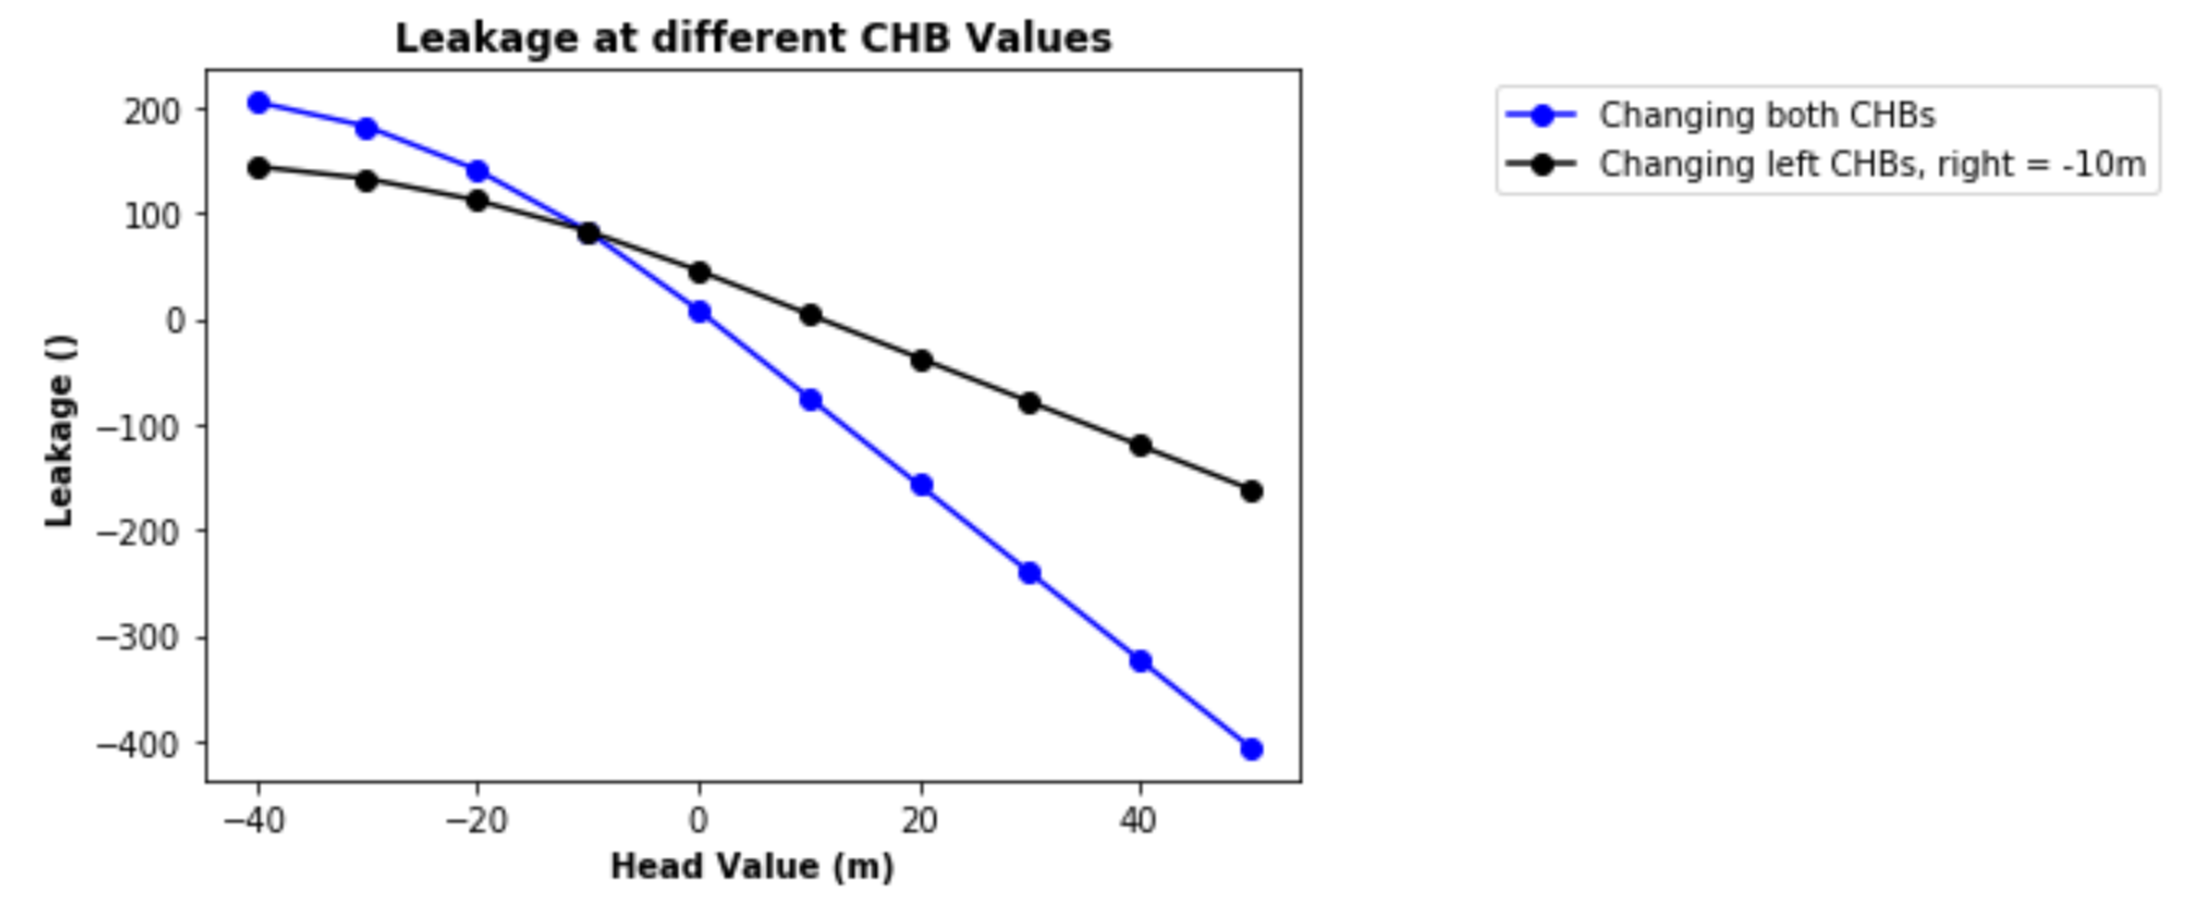 Leakage at different CHB Values
Changing both CHBs
Changing left CHBs, right = -10m
200
100
0
−100
−200
−300
−400
Leakage ()
−40
−20
0
20
40
Head Value (m)